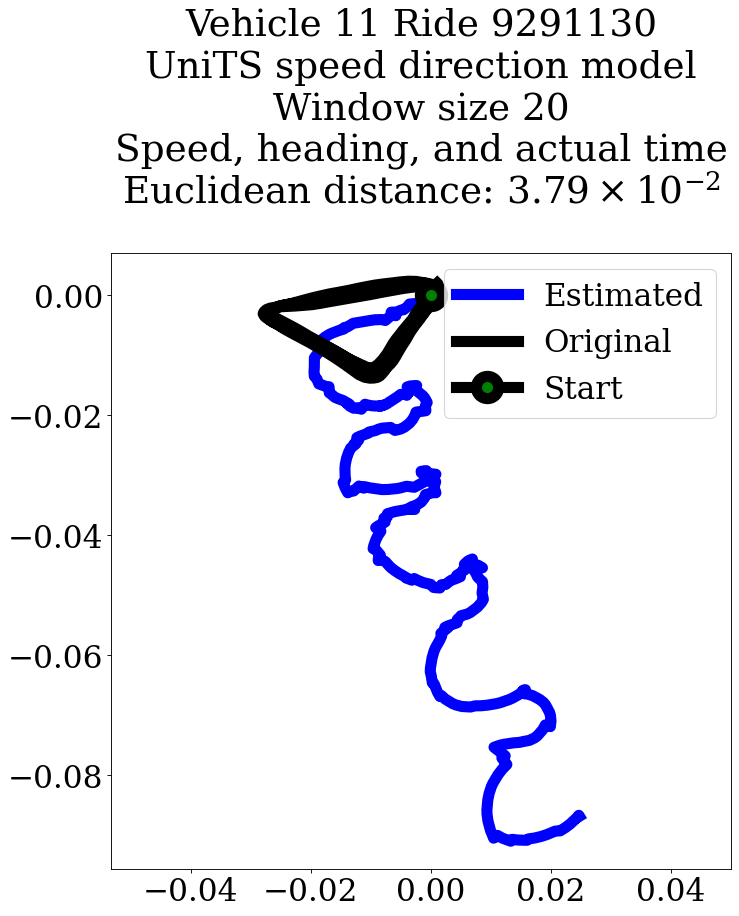 Vehicle 11 Ride 9291130
UniTS speed direction model
Window size 20
Speed, heading, and actual time
Euclidean distance: 3.79 × 10⁻²
Estimated
Original
Start
0.00
−0.02
−0.04
−0.06
−0.08
−0.04 −0.02 0.00 0.02 0.04